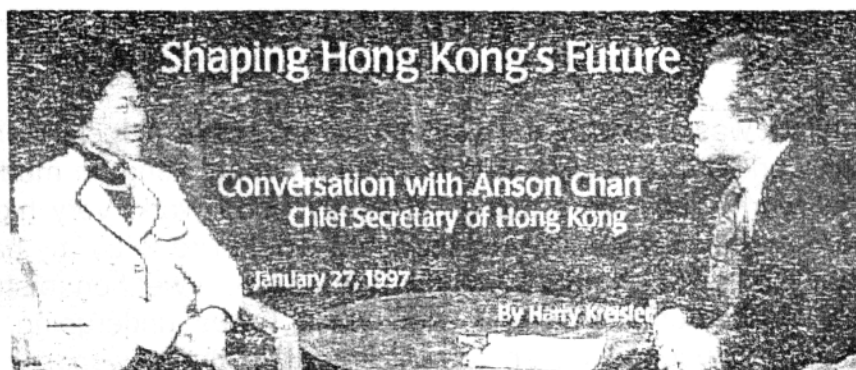 Shaping Hong Kong's Future
Conversation with Anson Chan
Chief Secretary of Hong Kong
January 27, 1997
By Harry Kreisler